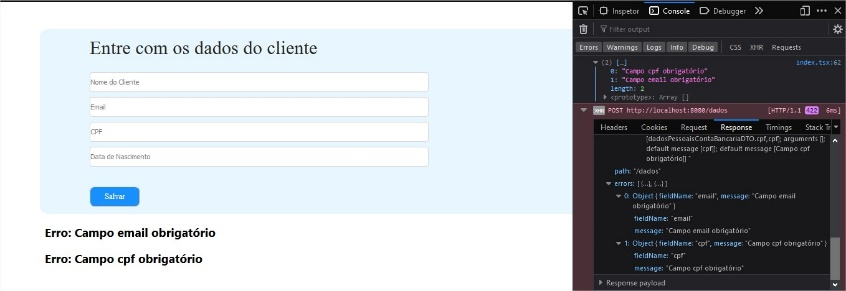 Entre com os dados do cliente
Nome do Cliente
Email
CPF
Data de Nascimento
Salvar
Erro: Campo email obrigatório
Erro: Campo cpf obrigatório
Inspetor Console Debugger
Filter output
Errors Warnings Logs Info Debug CSS XHR Requests
(2) […] index.tsx:62
0: "Campo cpf obrigatório"
1: "Campo email obrigatório"
length: 2
<prototype>: Array []
XHR POST http://localhost:8080/dados [HTTP/1.1 422 6ms]
Headers Cookies Request Response Timings Stack Tr
[dadosPessoaisContaBancariaDTO.cpf,cpf]; arguments [];
default message [cpf]; default message [Campo cpf
obrigatório]] "
path: "/dados"
errors: [ {…}, {…} ]
0: Object { fieldName: "email", message: "Campo email
obrigatório" }
fieldName: "email"
message: "Campo email obrigatório"
1: Object { fieldName: "cpf", message: "Campo cpf obrigatório" }
fieldName: "cpf"
message: "Campo cpf obrigatório"
Response payload